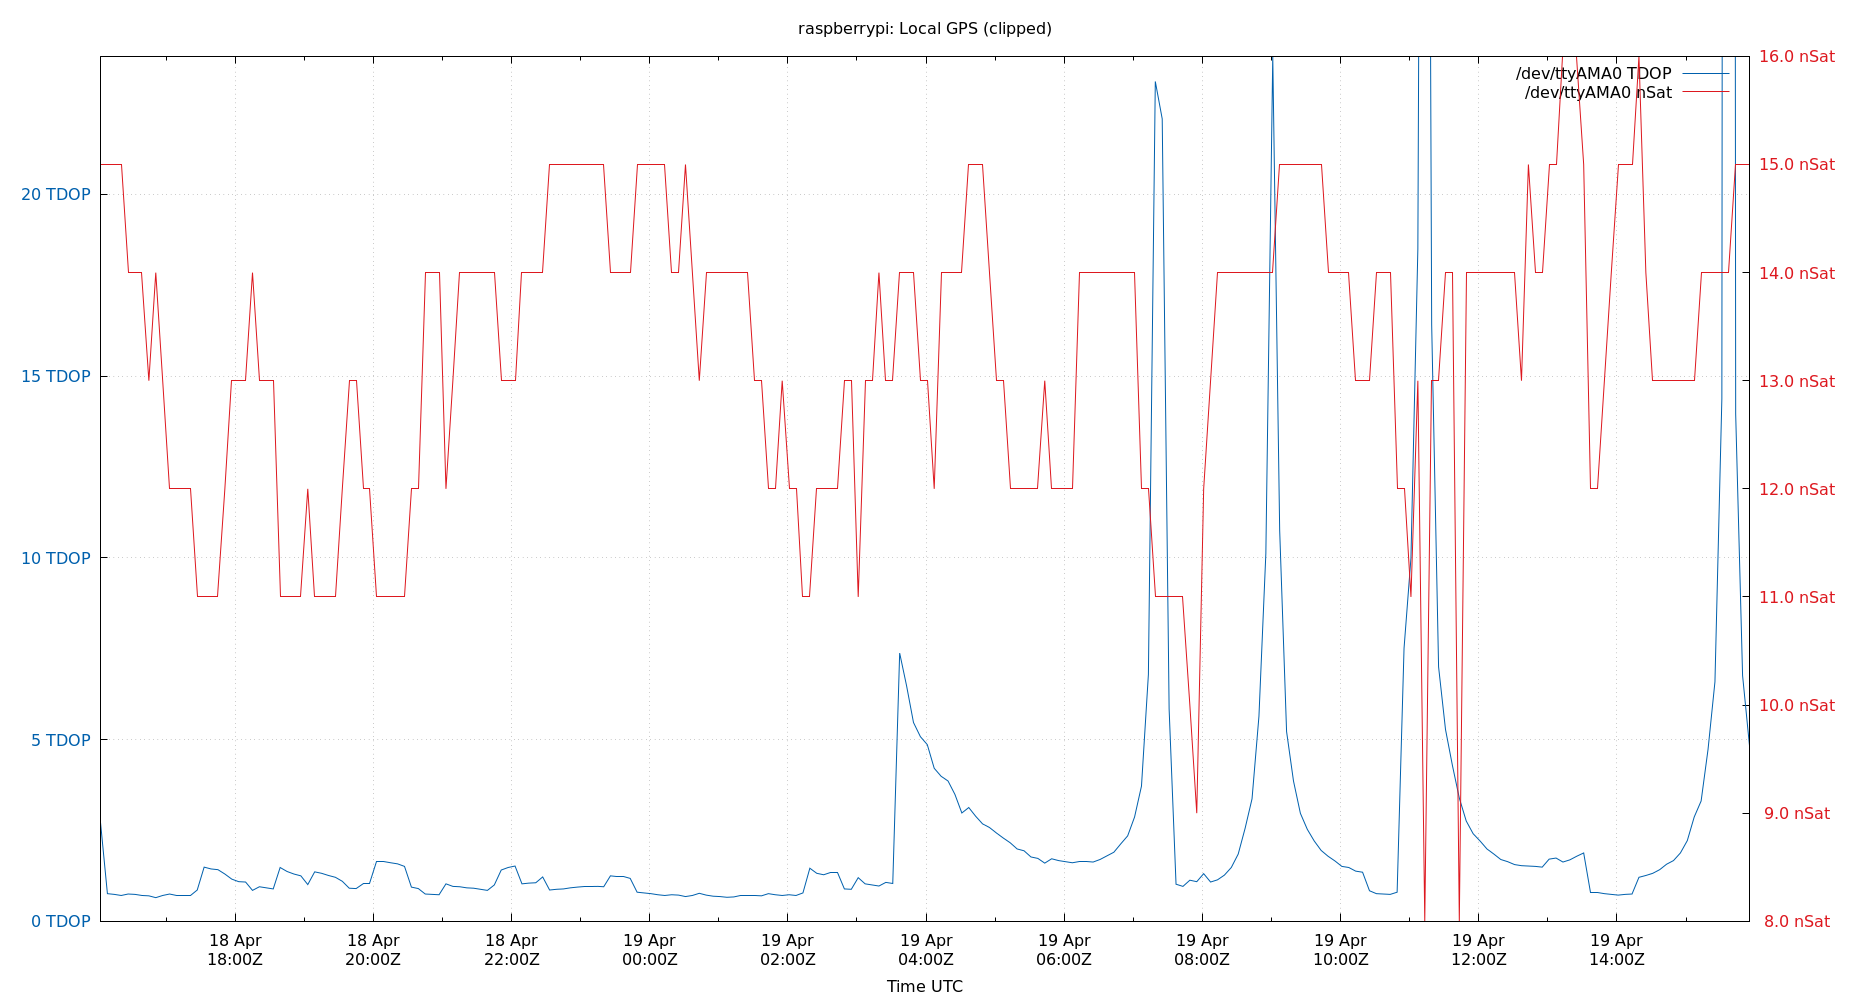 raspberrypi: Local GPS (clipped)
16.0 nSat
/dev/ttyAMA0 TDOP
/dev/ttyAMA0 nSat
15.0 nSat
20 TDOP
14.0 nSat
15 TDOP
13.0 nSat
12.0 nSat
10 TDOP
11.0 nSat
10.0 nSat
5 TDOP
9.0 nSat
0 TDOP
8.0 nSat
18 Apr 18 Apr 18 Apr 19 Apr 19 Apr 19 Apr 19 Apr 19 Apr 19 Apr 19 Apr 19 Apr
18:00Z 20:00Z 22:00Z 00:00Z 02:00Z 04:00Z 06:00Z 08:00Z 10:00Z 12:00Z 14:00Z
Time UTC